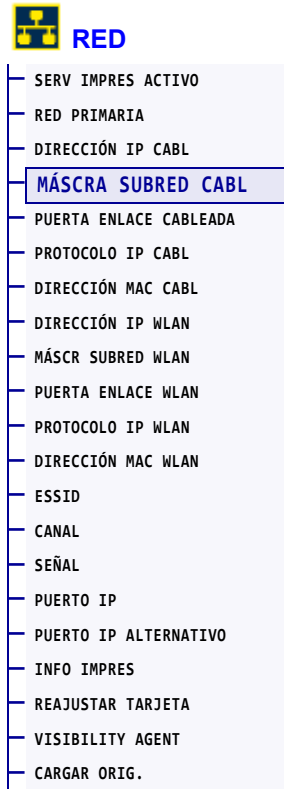 RED
SERV IMPRES ACTIVO
RED PRIMARIA
DIRECCIÓN IP CABL
MÁSCRA SUBRED CABL
PUERTA ENLACE CABLEADA
PROTOCOLO IP CABL
DIRECCIÓN MAC CABL
DIRECCIÓN IP WLAN
MÁSCR SUBRED WLAN
PUERTA ENLACE WLAN
PROTOCOLO IP WLAN
DIRECCIÓN MAC WLAN
ESSID
CANAL
SEÑAL
PUERTO IP
PUERTO IP ALTERNATIVO
INFO IMPRES
REAJUSTAR TARJETA
VISIBILITY AGENT
CARGAR ORIG.